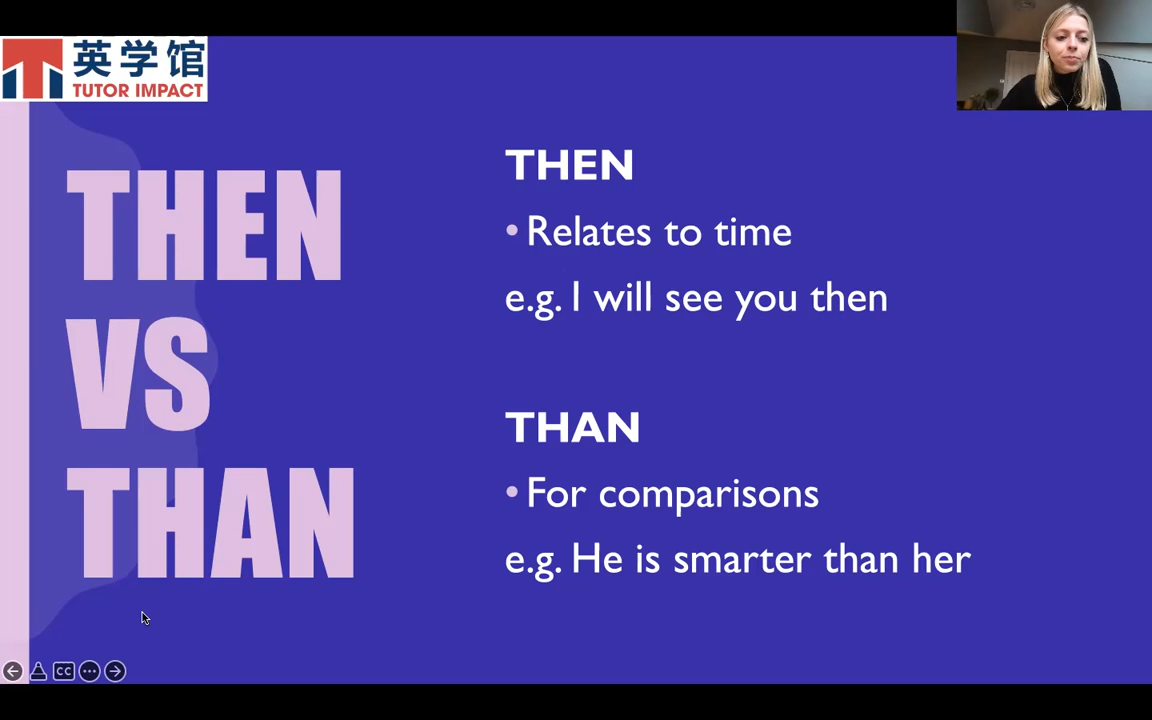 英学馆
TUTOR IMPACT
THEN
VS
THAN
THEN
•Relates to time
e.g. I will see you then
THAN
•For comparisons
e.g. He is smarter than her
CC